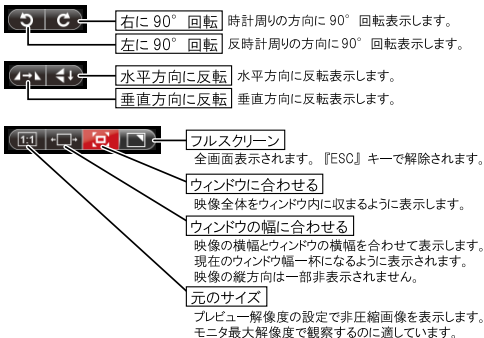 右に 90° 回転 時計周りの方向に 90° 回転表示します。
左に 90° 回転 反時計周りの方向に 90° 回転表示します。
水平方向に反転 水平方向に反転表示します。
垂直方向に反転 垂直方向に反転表示します。
1:1
フルスクリーン
全画面表示されます。『ESC』キーで解除されます。
ウィンドウに合わせる
映像全体をウィンドウ内に収まるように表示します。
ウィンドウの幅に合わせる
映像の横幅とウィンドウの横幅を合わせて表示します。
現在のウィンドウ幅一杯になるように表示されます。
映像の縦方向は一部非表示されません。
元のサイズ
プレビュー解像度の設定で非圧縮画像を表示します。
モニタ最大解像度で観察するのに適しています。